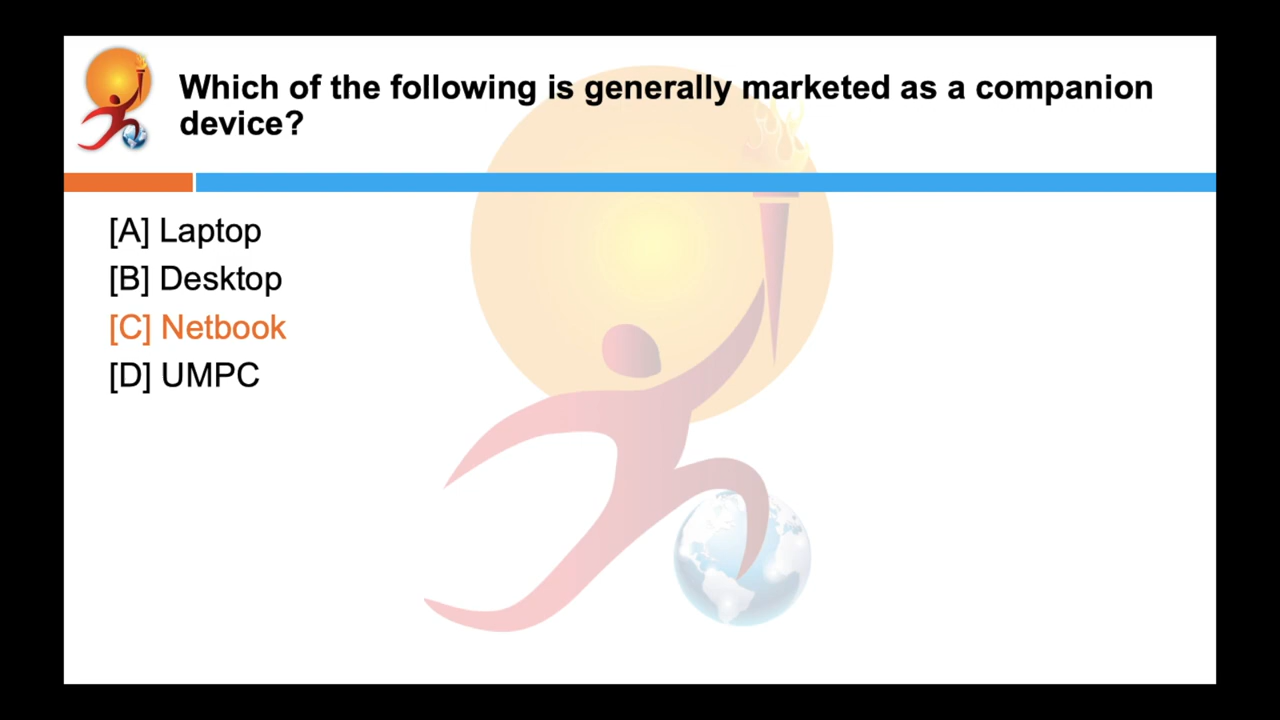 Which of the following is generally marketed as a companion
device?
[A] Laptop
[B] Desktop
[C] Netbook
[D] UMPC